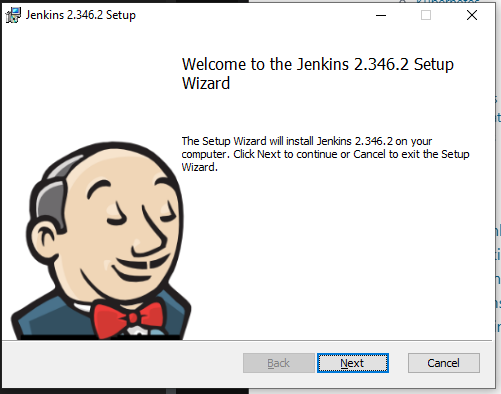 Jenkins 2.346.2 Setup
Welcome to the Jenkins 2.346.2 Setup
Wizard
The Setup Wizard will install Jenkins 2.346.2 on your
computer. Click Next to continue or Cancel to exit the Setup
Wizard.
Back
Next
Cancel